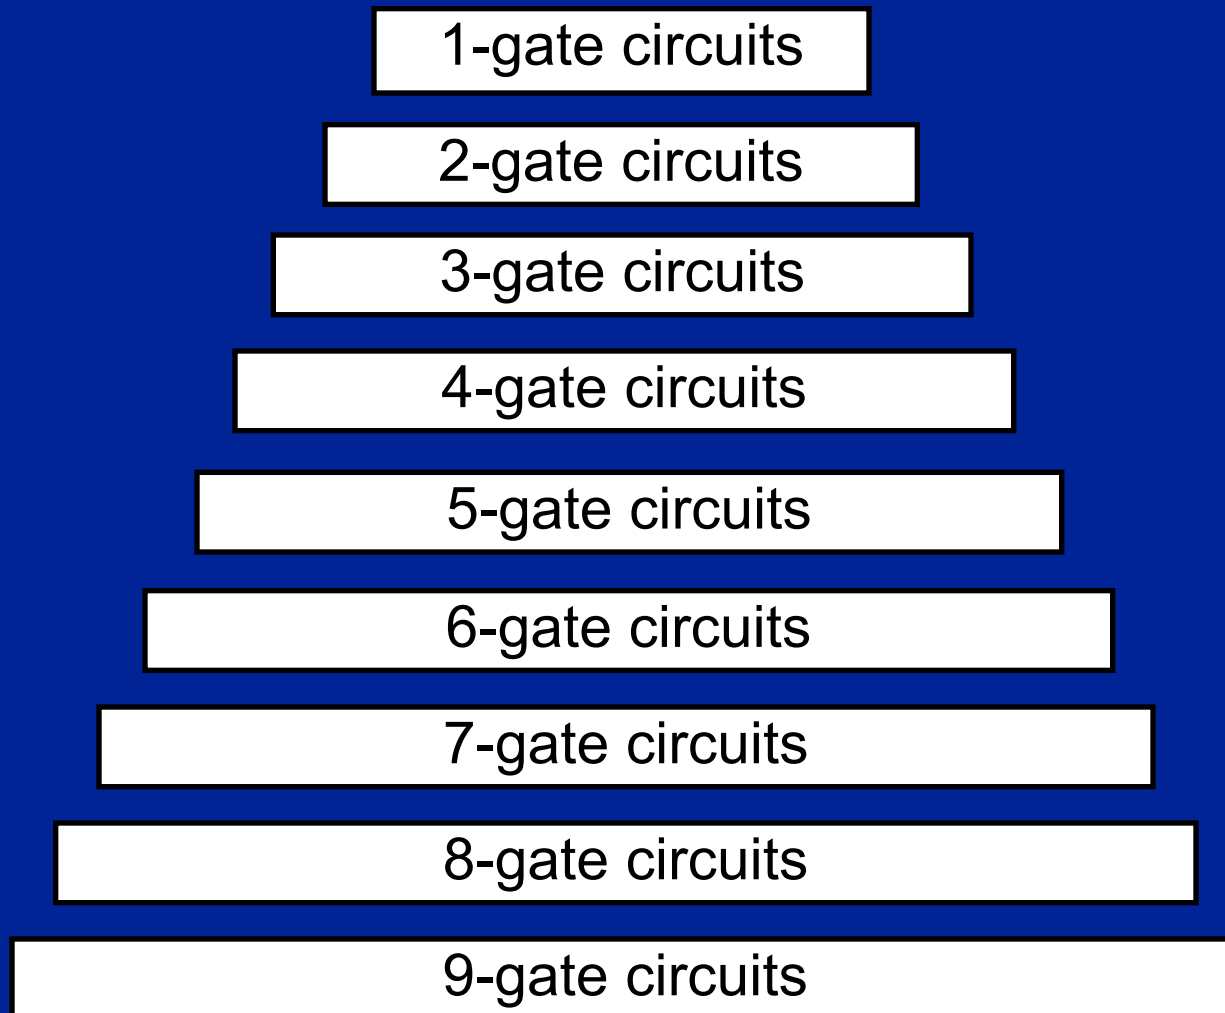 1-gate circuits
2-gate circuits
3-gate circuits
4-gate circuits
5-gate circuits
6-gate circuits
7-gate circuits
8-gate circuits
9-gate circuits